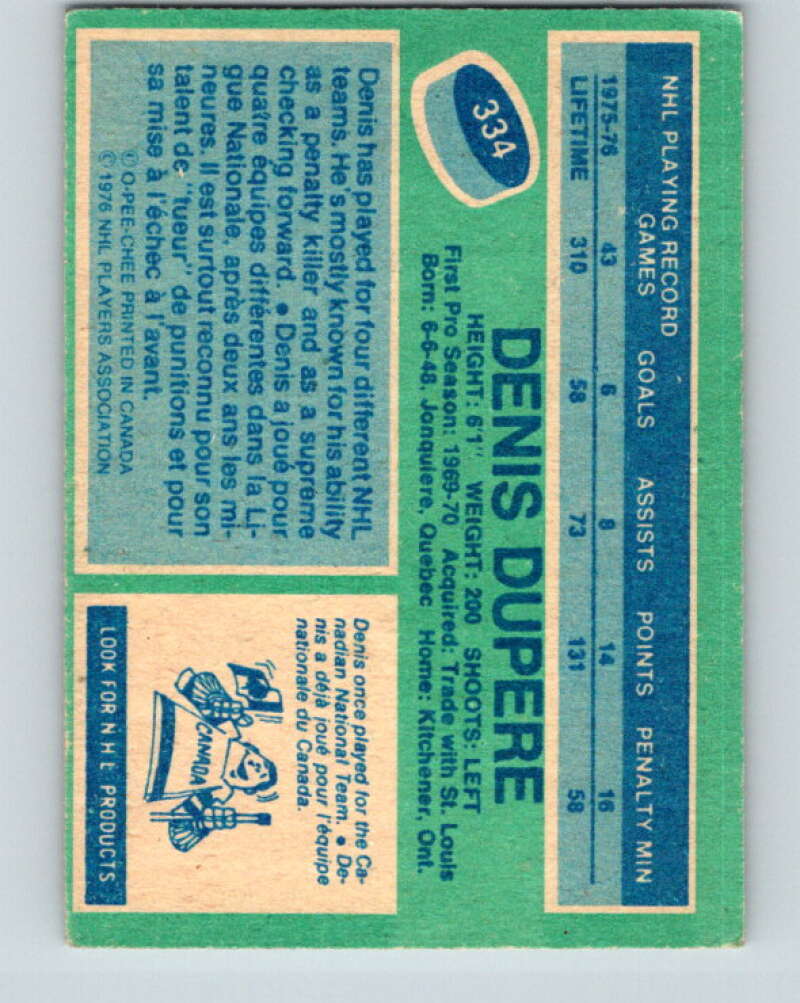 NHL PLAYING RECORD
GAMES GOALS ASSISTS POINTS PENALTY MIN
1975-76 43 6 8 14 16
LIFETIME 310 58 73 131 58
334
DENIS DUPERE
HEIGHT: 6'1" WEIGHT: 200 SHOOTS: LEFT
First Pro Season: 1969-70 Acquired: Trade with St. Louis
Born: 6-6-48, Jonquiere, Quebec Home: Kitchener, Ont.
Denis has played for four different NHL
teams. He's mostly known for his ability
as a penalty killer and as a supreme
checking forward. • Denis a joué pour
quatre équipes différentes dans la Li-
gue Nationale, après deux ans les mi-
neures. Il est surtout reconnu pour son
talent de "tueur" de punitions et pour
sa mise à l'échec à l'avant.
© O-PEE-CHEE PRINTED IN CANADA
© 1976 NHL PLAYERS ASSOCIATION
Denis once played for the Ca-
nadian National Team. • De-
nis a déjà joué pour l'équipe
nationale du Canada.
CANADA
LOOK FOR NHL PRODUCTS